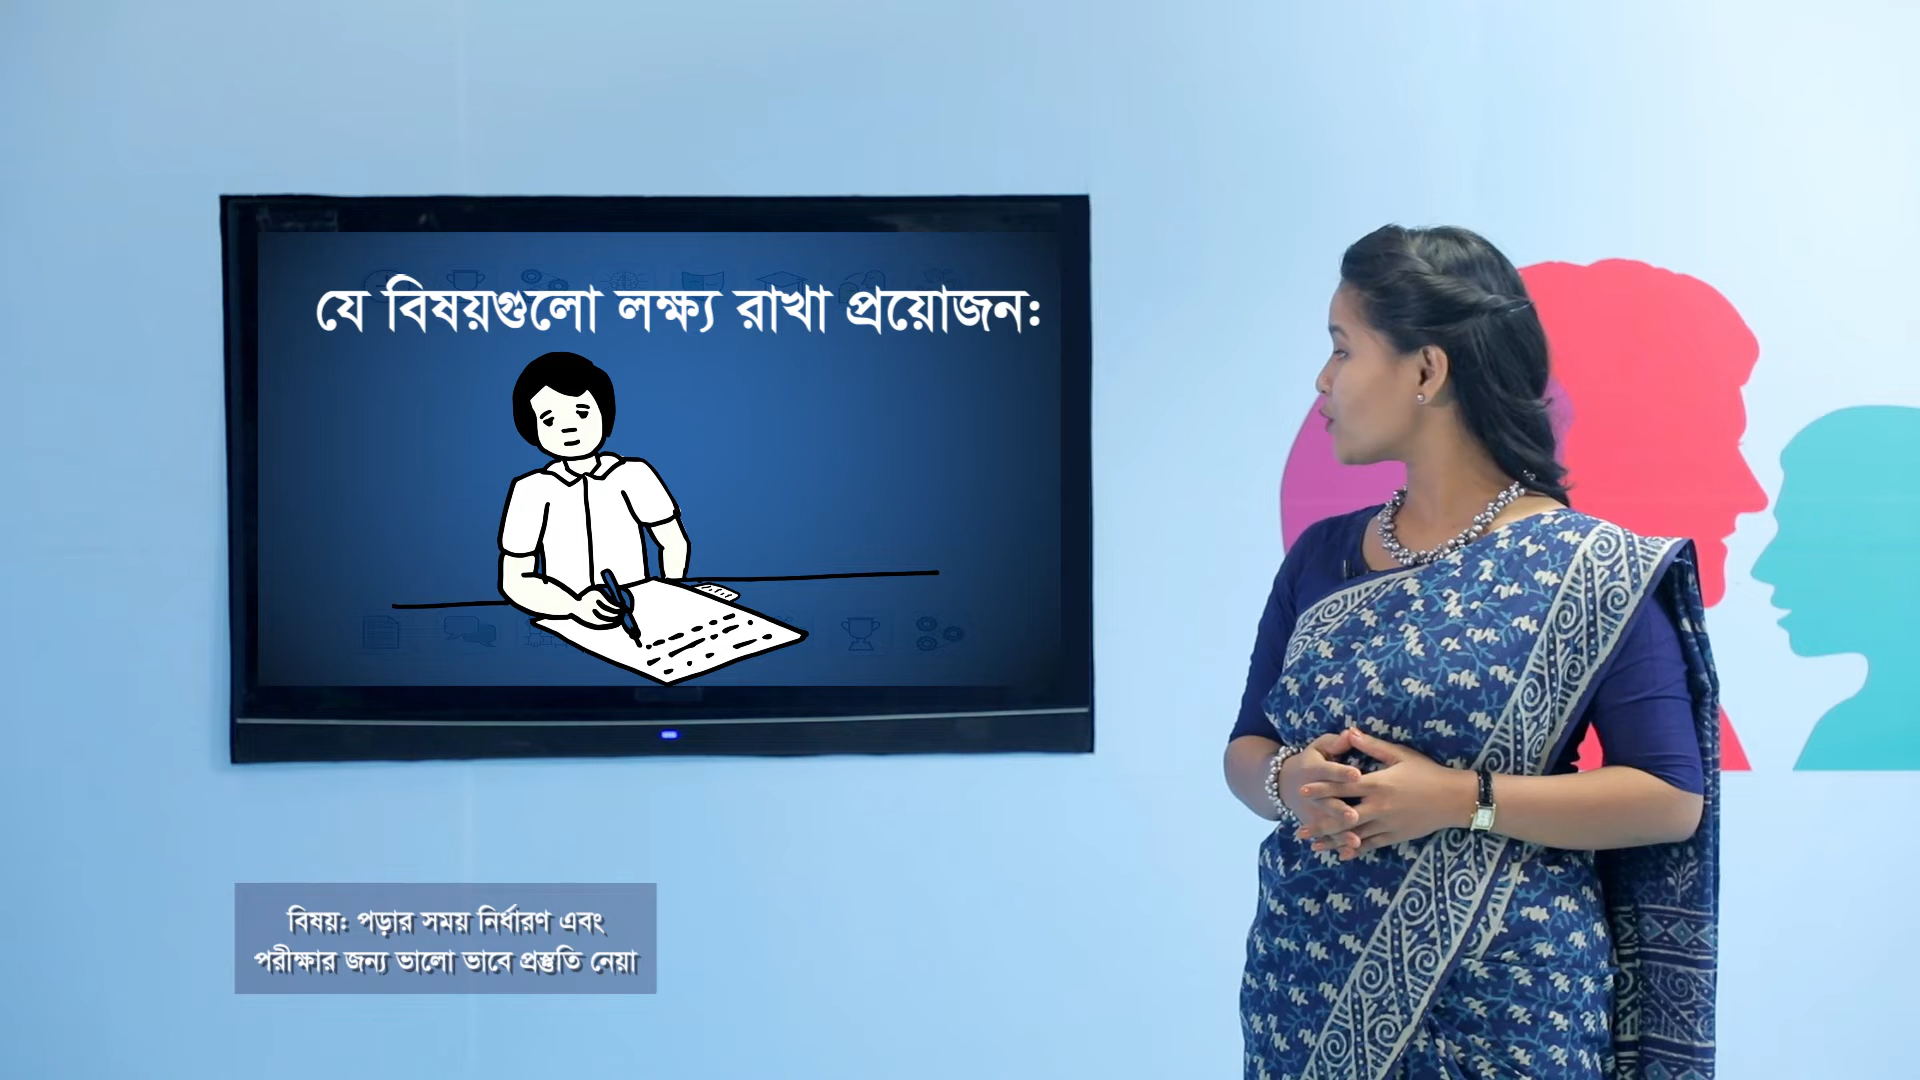 যে বিষয়গুলো লক্ষ্য রাখা প্রয়োজন:
বিষয়: পড়ার সময় নির্ধারণ এবং
পরীক্ষার জন্য ভালো ভাবে প্রস্তুতি নেয়া